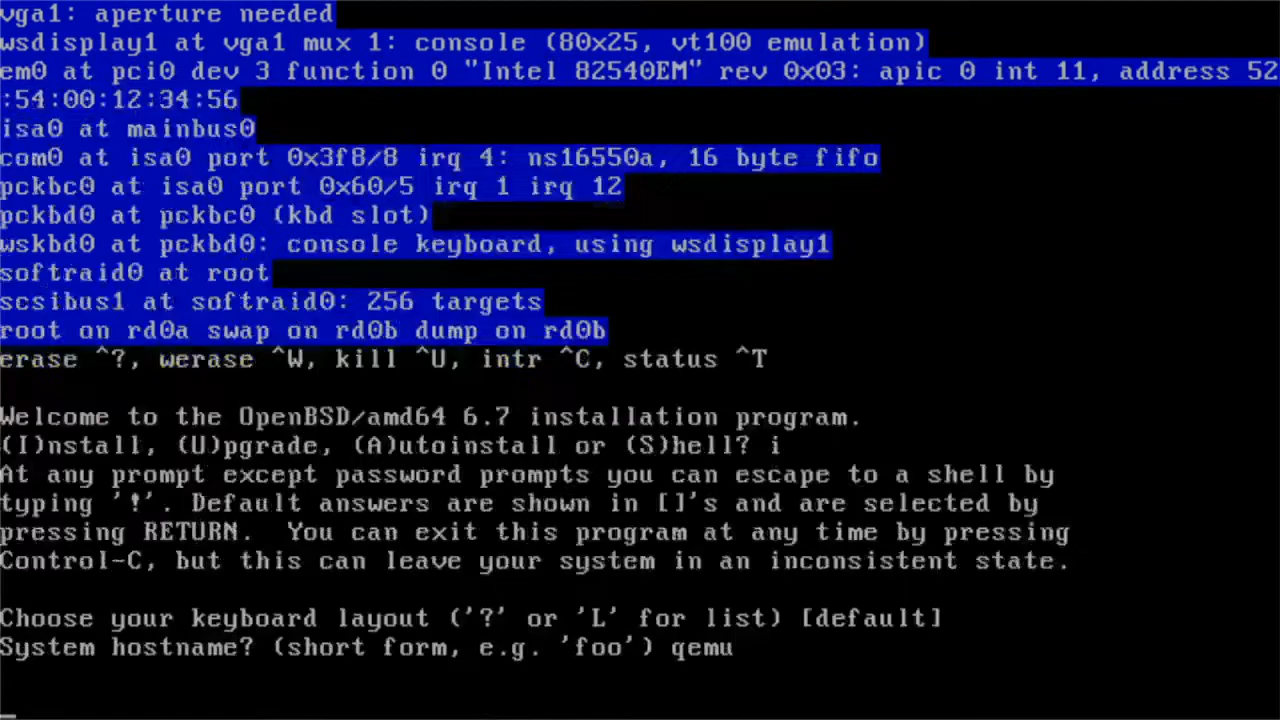 vga1: aperture needed
wsdisplay1 at vga1 mux 1: console (80x25, vt100 emulation)
em0 at pci0 dev 3 function 0 "Intel 82540EM" rev 0x03: apic 0 int 11, address 52
:54:00:12:34:56
isa0 at mainbus0
com0 at isa0 port 0x3f8/8 irq 4: ns16550a, 16 byte fifo
pckbc0 at isa0 port 0x60/5 irq 1 irq 12
pckbd0 at pckbc0 (kbd slot)
wskbd0 at pckbd0: console keyboard, using wsdisplay1
softraid0 at root
scsibus1 at softraid0: 256 targets
root on rd0a swap on rd0b dump on rd0b
erase ^?, werase ^W, kill ^U, intr ^C, status ^T
Welcome to the OpenBSD/amd64 6.7 installation program.
(I)nstall, (U)pgrade, (A)utoinstall or (S)hell? i
At any prompt except password prompts you can escape to a shell by
typing '!'. Default answers are shown in []'s and are selected by
pressing RETURN.  You can exit this program at any time by pressing
Control-C, but this can leave your system in an inconsistent state.
Choose your keyboard layout ('?' or 'L' for list) [default]
System hostname? (short form, e.g. 'foo') qemu